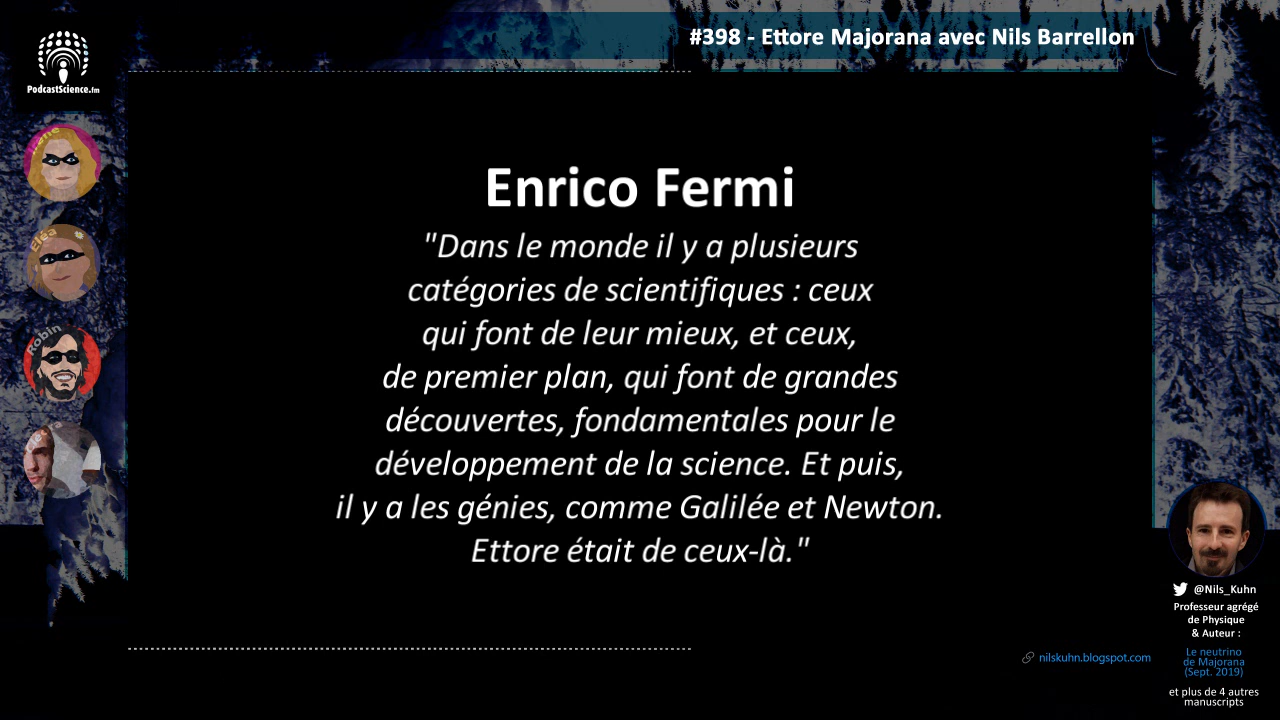 #398 - Ettore Majorana avec Nils Barrellon
PodcastScience.fm
Eléa
Robin
Enrico Fermi
"Dans le monde il y a plusieurs
catégories de scientifiques : ceux
qui font de leur mieux, et ceux,
de premier plan, qui font de grandes
découvertes, fondamentales pour le
développement de la science. Et puis,
il y a les génies, comme Galilée et Newton.
Ettore était de ceux-là."
@Nils_Kuhn
Professeur agrégé
de Physique
& Auteur :
Le neutrino
de Majorana
(Sept. 2019)
et plus de 4 autres
manuscripts
nilskuhn.blogspot.com